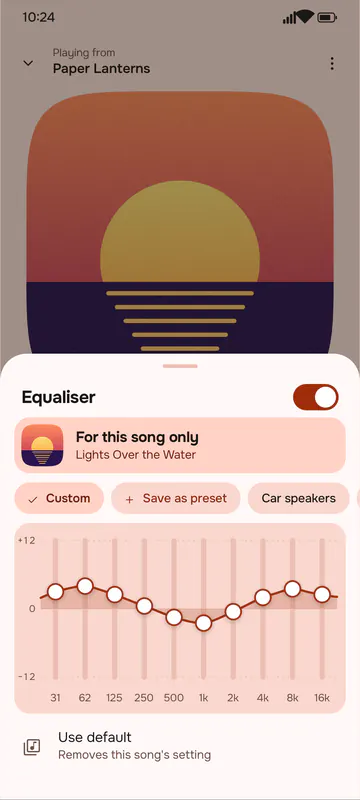 10:24
Playing from
Paper Lanterns
Equaliser
For this song only
Lights Over the Water
Custom
Save as preset
Car speakers
+12
0
−12
31 62 125 250 500 1k 2k 4k 8k 16k
Use default
Removes this song's setting